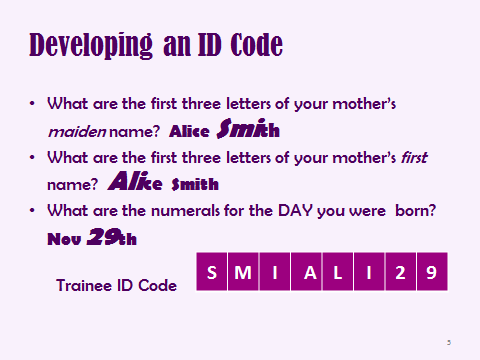 Developing an ID Code
• What are the first three letters of your mother's
maiden name? Alice Smith
• What are the first three letters of your mother's first
name? Alice Smith
• What are the numerals for the DAY you were born?
Nov 29th
Trainee ID Code S M I A L I 2 9
5